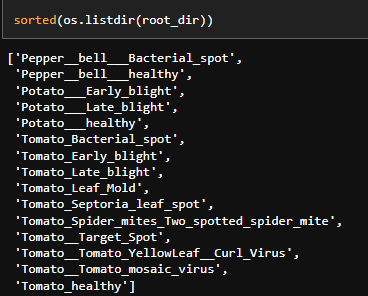 sorted(os.listdir(root_dir))
['Pepper__bell___Bacterial_spot',
'Pepper__bell___healthy',
'Potato___Early_blight',
'Potato___Late_blight',
'Potato___healthy',
'Tomato_Bacterial_spot',
'Tomato_Early_blight',
'Tomato_Late_blight',
'Tomato_Leaf_Mold',
'Tomato_Septoria_leaf_spot',
'Tomato_Spider_mites_Two_spotted_spider_mite',
'Tomato__Target_Spot',
'Tomato__Tomato_YellowLeaf__Curl_Virus',
'Tomato__Tomato_mosaic_virus',
'Tomato_healthy']